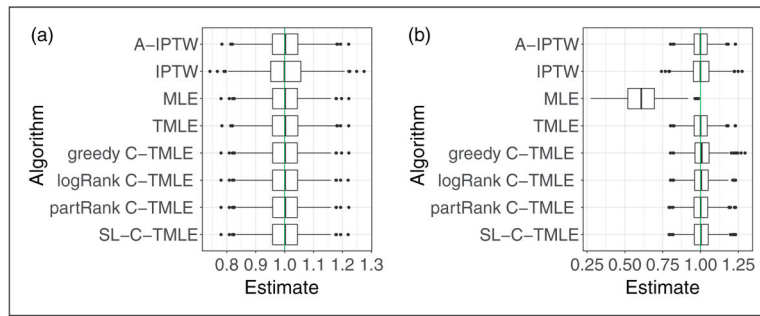 (a)
Algorithm
A−IPTW
IPTW
MLE
TMLE
greedy C−TMLE
logRank C−TMLE
partRank C−TMLE
SL−C−TMLE
0.8 0.9 1.0 1.1 1.2 1.3
Estimate
(b)
Algorithm
A−IPTW
IPTW
MLE
TMLE
greedy C−TMLE
logRank C−TMLE
partRank C−TMLE
SL−C−TMLE
0.25 0.50 0.75 1.00 1.25
Estimate